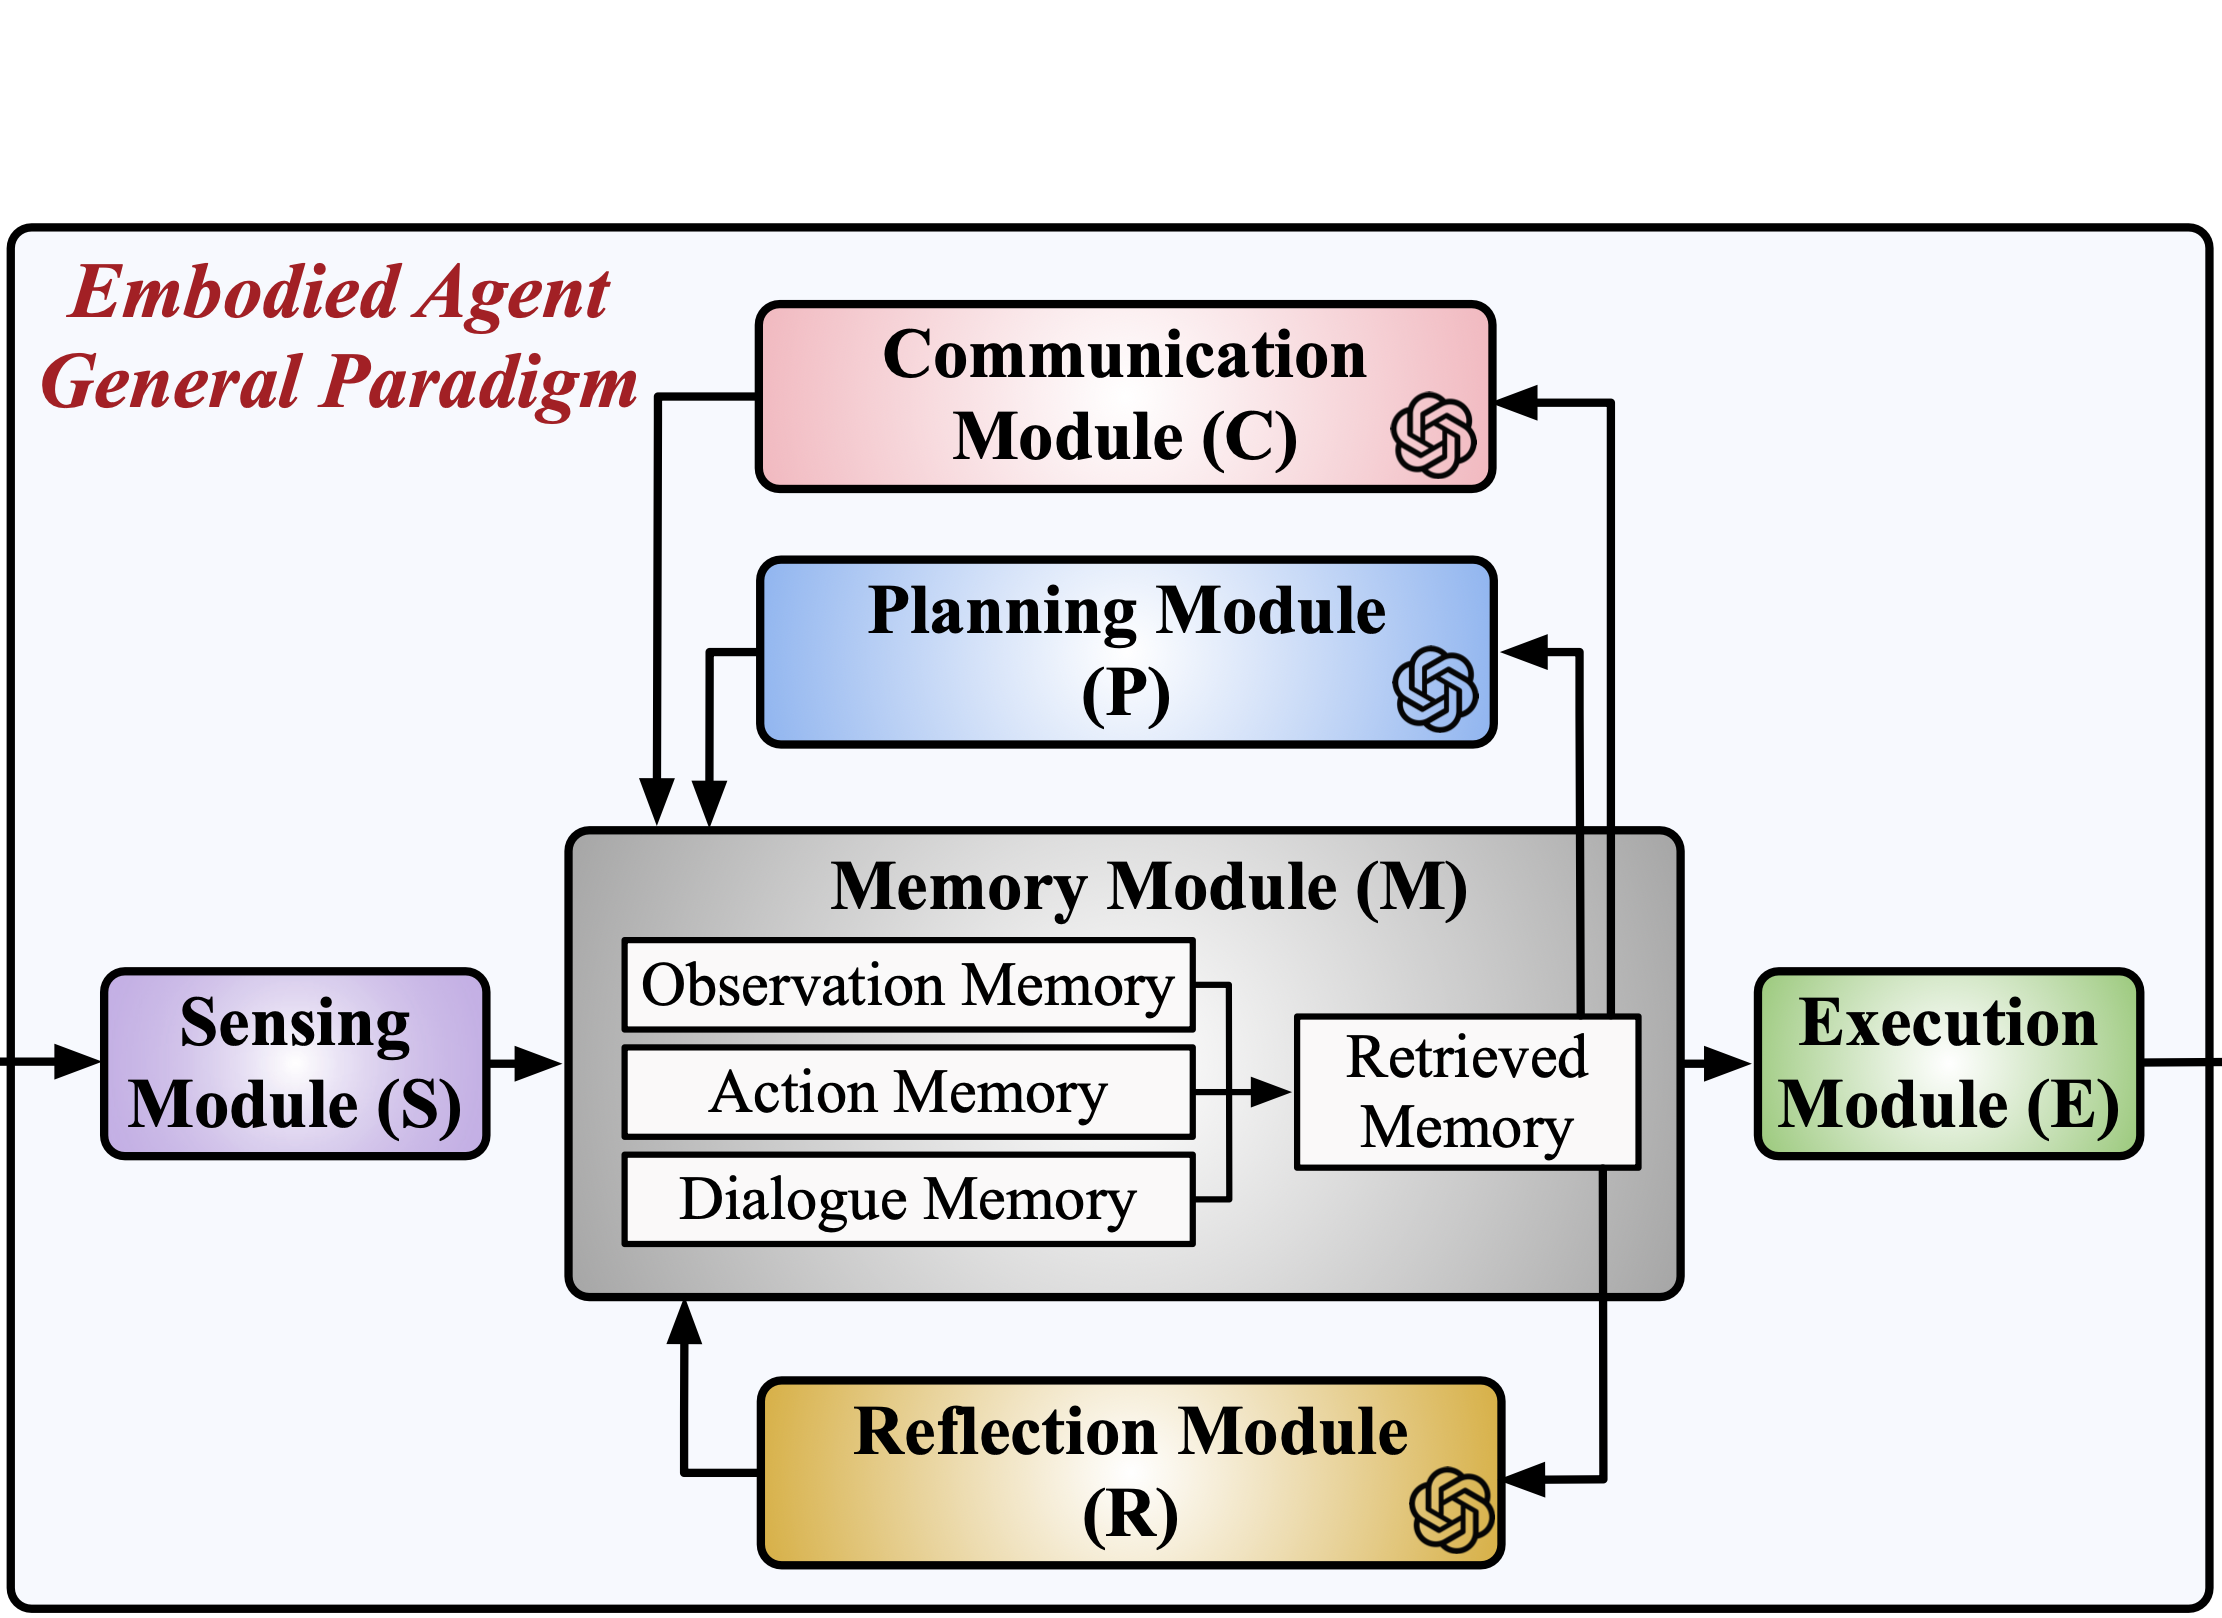 Embodied Agent
General Paradigm
Communication
Module (C)
Planning Module
(P)
Memory Module (M)
Observation Memory
Action Memory
Dialogue Memory
Retrieved
Memory
Sensing
Module (S)
Execution
Module (E)
Reflection Module
(R)